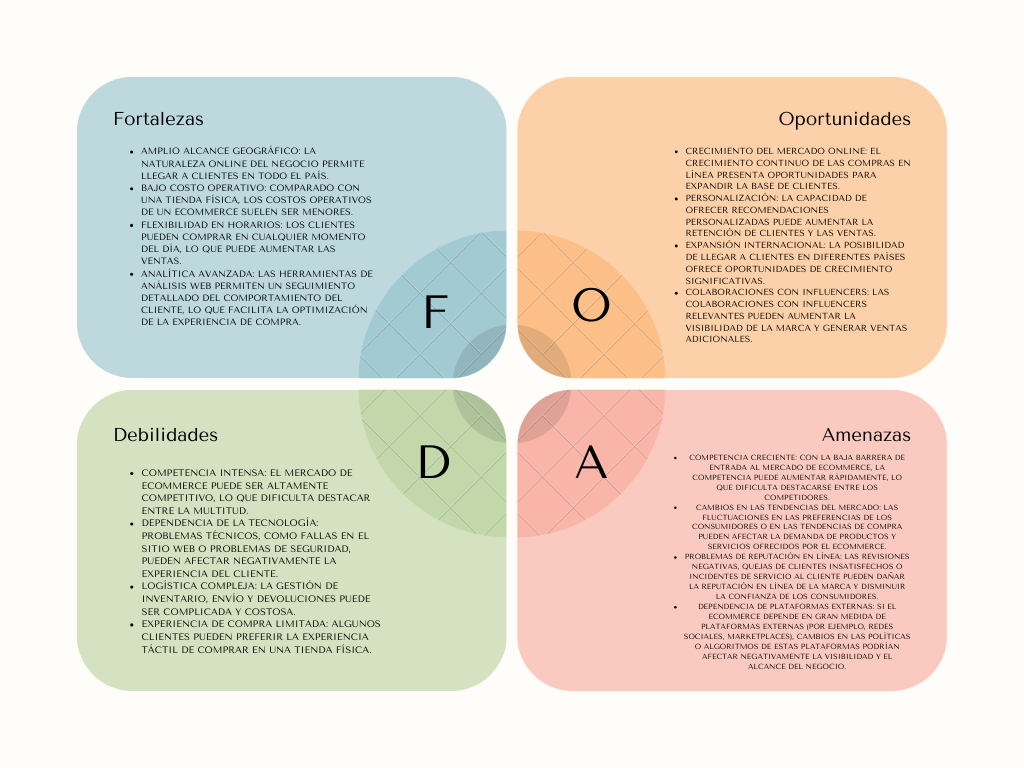 Fortalezas
• AMPLIO ALCANCE GEOGRÁFICO: LA
NATURALEZA ONLINE DEL NEGOCIO PERMITE
LLEGAR A CLIENTES EN TODO EL PAÍS.
• BAJO COSTO OPERATIVO: COMPARADO CON
UNA TIENDA FÍSICA, LOS COSTOS OPERATIVOS
DE UN ECOMMERCE SUELEN SER MENORES.
• FLEXIBILIDAD EN HORARIOS: LOS CLIENTES
PUEDEN COMPRAR EN CUALQUIER MOMENTO
DEL DÍA, LO QUE PUEDE AUMENTAR LAS
VENTAS.
• ANALÍTICA AVANZADA: LAS HERRAMIENTAS DE
ANÁLISIS WEB PERMITEN UN SEGUIMIENTO
DETALLADO DEL COMPORTAMIENTO DEL
CLIENTE, LO QUE FACILITA LA OPTIMIZACIÓN
DE LA EXPERIENCIA DE COMPRA.
F
Oportunidades
• CRECIMIENTO DEL MERCADO ONLINE: EL
CRECIMIENTO CONTINUO DE LAS COMPRAS EN
LÍNEA PRESENTA OPORTUNIDADES PARA
EXPANDIR LA BASE DE CLIENTES.
• PERSONALIZACIÓN: LA CAPACIDAD DE
OFRECER RECOMENDACIONES
PERSONALIZADAS PUEDE AUMENTAR LA
RETENCIÓN DE CLIENTES Y LAS VENTAS.
• EXPANSIÓN INTERNACIONAL: LA POSIBILIDAD
DE LLEGAR A CLIENTES EN DIFERENTES PAÍSES
OFRECE OPORTUNIDADES DE CRECIMIENTO
SIGNIFICATIVAS.
• COLABORACIONES CON INFLUENCERS: LAS
COLABORACIONES CON INFLUENCERS
RELEVANTES PUEDEN AUMENTAR LA
VISIBILIDAD DE LA MARCA Y GENERAR VENTAS
ADICIONALES.
O
Debilidades
• COMPETENCIA INTENSA: EL MERCADO DE
ECOMMERCE PUEDE SER ALTAMENTE
COMPETITIVO, LO QUE DIFICULTA DESTACAR
ENTRE LA MULTITUD.
• DEPENDENCIA DE LA TECNOLOGÍA:
PROBLEMAS TÉCNICOS, COMO FALLAS EN EL
SITIO WEB O PROBLEMAS DE SEGURIDAD,
PUEDEN AFECTAR NEGATIVAMENTE LA
EXPERIENCIA DEL CLIENTE.
• LOGÍSTICA COMPLEJA: LA GESTIÓN DE
INVENTARIO, ENVÍO Y DEVOLUCIONES PUEDE
SER COMPLICADA Y COSTOSA.
• EXPERIENCIA DE COMPRA LIMITADA: ALGUNOS
CLIENTES PUEDEN PREFERIR LA EXPERIENCIA
TÁCTIL DE COMPRAR EN UNA TIENDA FÍSICA.
D
Amenazas
• COMPETENCIA CRECIENTE: CON LA BAJA BARRERA DE
ENTRADA AL MERCADO DE ECOMMERCE, LA
COMPETENCIA PUEDE AUMENTAR RÁPIDAMENTE, LO
QUE DIFICULTA DESTACARSE ENTRE LOS
COMPETIDORES.
• CAMBIOS EN LAS TENDENCIAS DEL MERCADO: LAS
FLUCTUACIONES EN LAS PREFERENCIAS DE LOS
CONSUMIDORES O EN LAS TENDENCIAS DE COMPRA
PUEDEN AFECTAR LA DEMANDA DE PRODUCTOS Y
SERVICIOS OFRECIDOS POR EL ECOMMERCE.
• PROBLEMAS DE REPUTACIÓN EN LÍNEA: LAS REVISIONES
NEGATIVAS, QUEJAS DE CLIENTES INSATISFECHOS O
INCIDENTES DE SERVICIO AL CLIENTE PUEDEN DAÑAR
LA REPUTACIÓN EN LÍNEA DE LA MARCA Y DISMINUIR
LA CONFIANZA DE LOS CONSUMIDORES.
• DEPENDENCIA DE PLATAFORMAS EXTERNAS: SI EL
ECOMMERCE DEPENDE EN GRAN MEDIDA DE
PLATAFORMAS EXTERNAS (POR EJEMPLO, REDES
SOCIALES, MARKETPLACES), CAMBIOS EN LAS POLÍTICAS
O ALGORITMOS DE ESTAS PLATAFORMAS PODRÍAN
AFECTAR NEGATIVAMENTE LA VISIBILIDAD Y EL
ALCANCE DEL NEGOCIO.
A